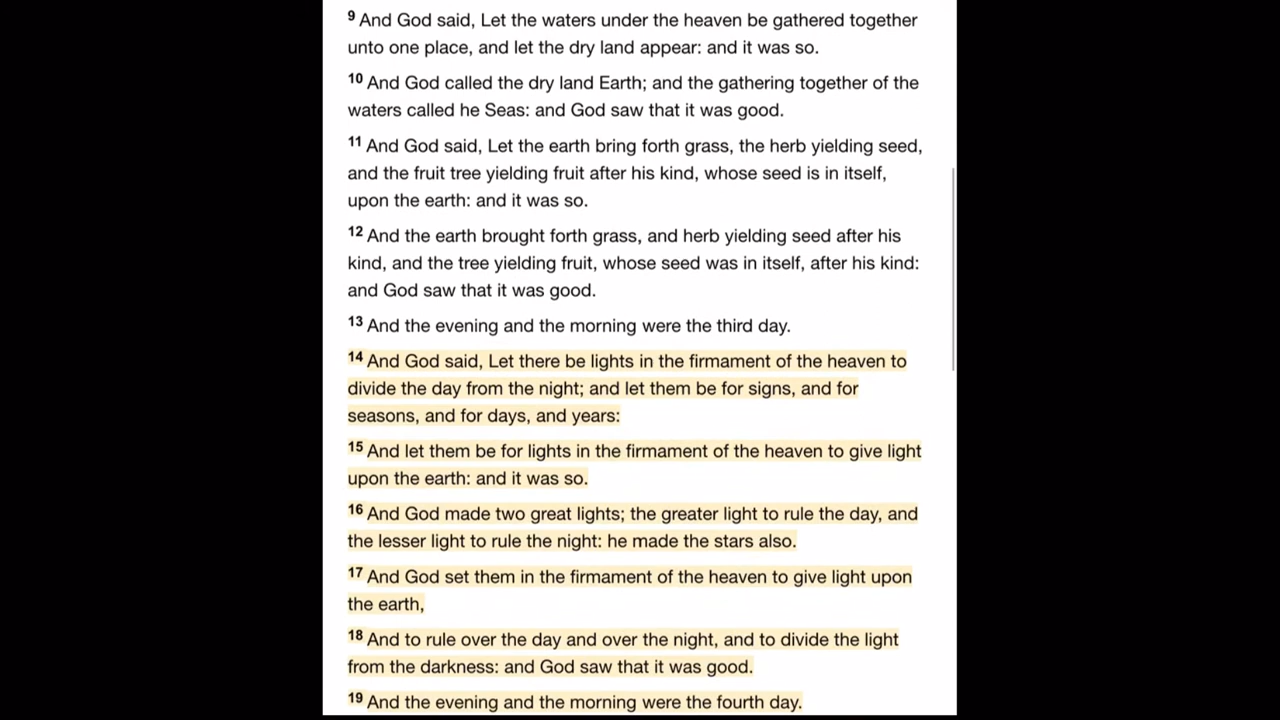 9 And God said, Let the waters under the heaven be gathered together
unto one place, and let the dry land appear: and it was so.
10 And God called the dry land Earth; and the gathering together of the
waters called he Seas: and God saw that it was good.
11 And God said, Let the earth bring forth grass, the herb yielding seed,
and the fruit tree yielding fruit after his kind, whose seed is in itself,
upon the earth: and it was so.
12 And the earth brought forth grass, and herb yielding seed after his
kind, and the tree yielding fruit, whose seed was in itself, after his kind:
and God saw that it was good.
13 And the evening and the morning were the third day.
14 And God said, Let there be lights in the firmament of the heaven to
divide the day from the night; and let them be for signs, and for
seasons, and for days, and years:
15 And let them be for lights in the firmament of the heaven to give light
upon the earth: and it was so.
16 And God made two great lights; the greater light to rule the day, and
the lesser light to rule the night: he made the stars also.
17 And God set them in the firmament of the heaven to give light upon
the earth,
18 And to rule over the day and over the night, and to divide the light
from the darkness: and God saw that it was good.
19 And the evening and the morning were the fourth day.